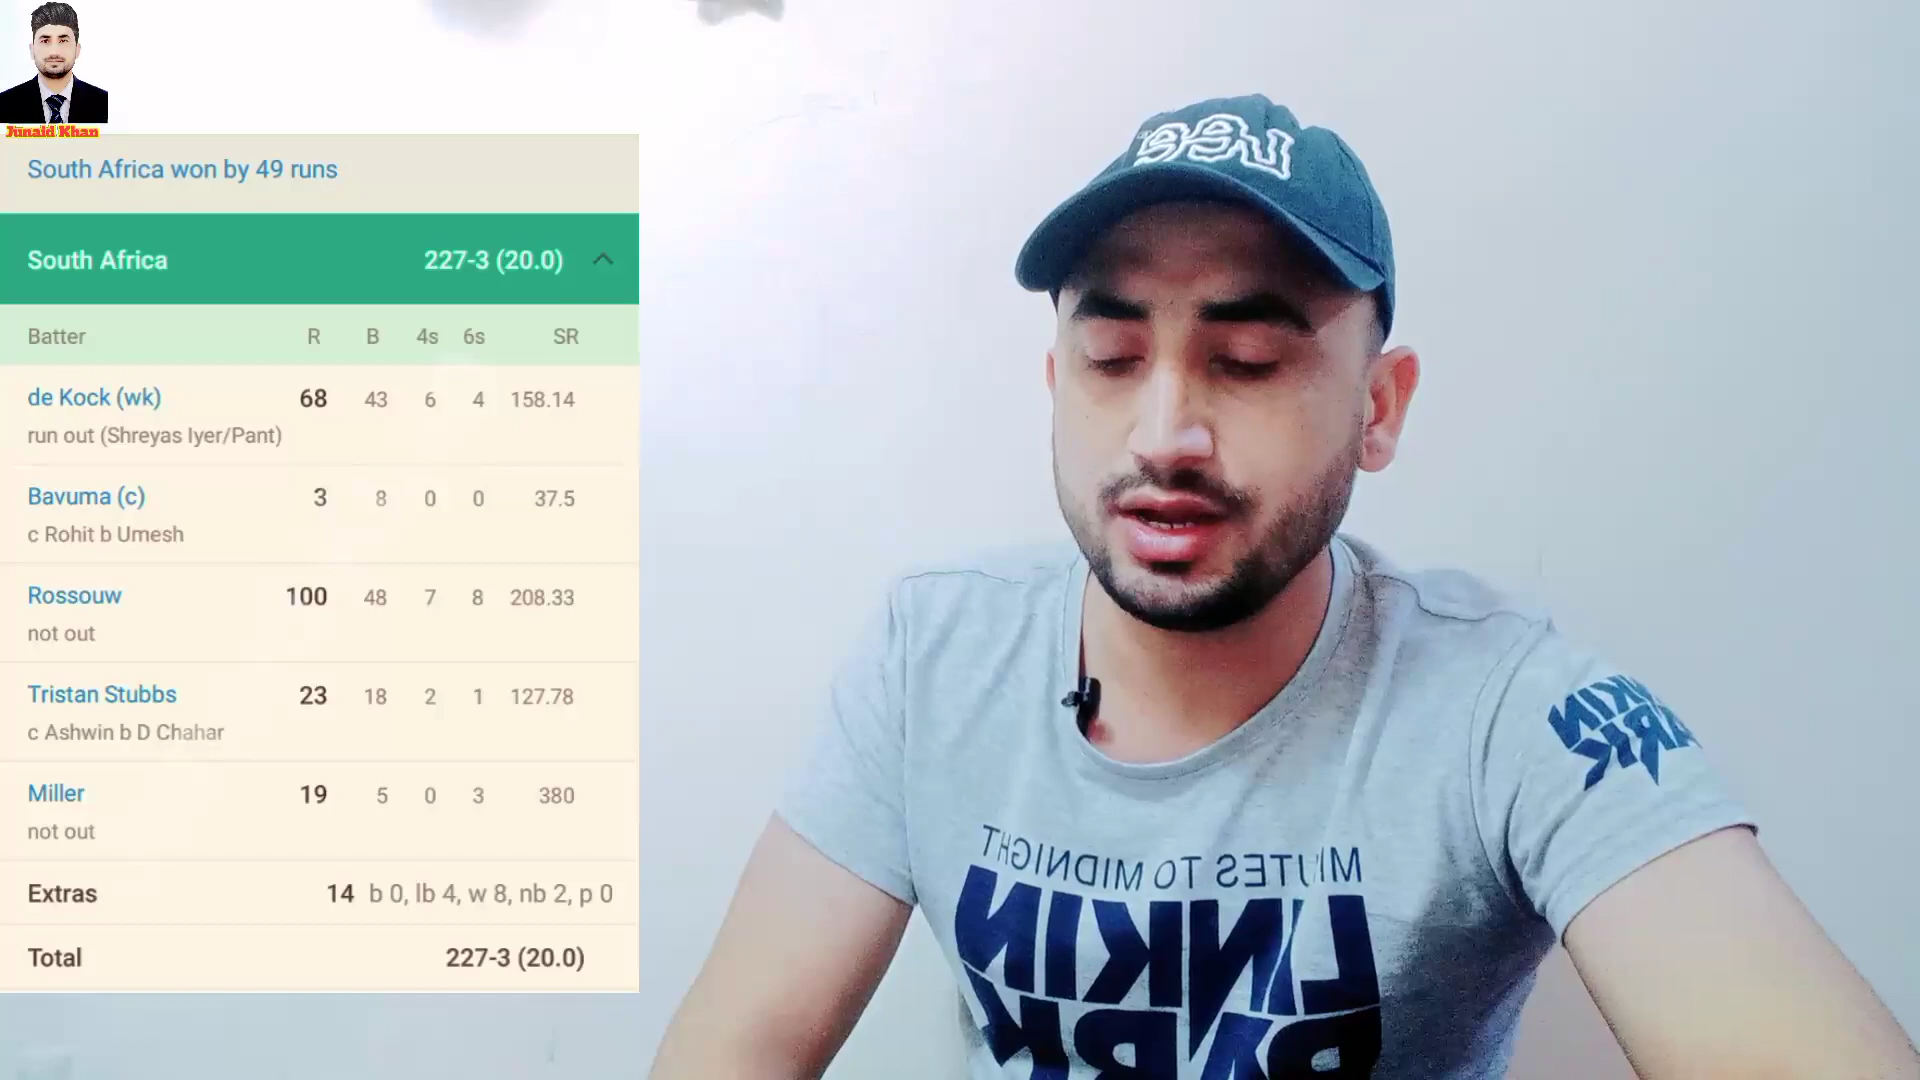 Junaid Khan
South Africa won by 49 runs
South Africa 227-3 (20.0)
Batter R B 4s 6s SR
de Kock (wk) 68 43 6 4 158.14
run out (Shreyas Iyer/Pant)
Bavuma (c) 3 8 0 0 37.5
c Rohit b Umesh
Rossouw 100 48 7 8 208.33
not out
Tristan Stubbs 23 18 2 1 127.78
c Ashwin b D Chahar
Miller 19 5 0 3 380
not out
Extras 14 b 0, lb 4, w 8, nb 2, p 0
Total 227-3 (20.0)
LINKIN
PARK
MINUTES TO MIDNIGHT
LINKIN
PARK